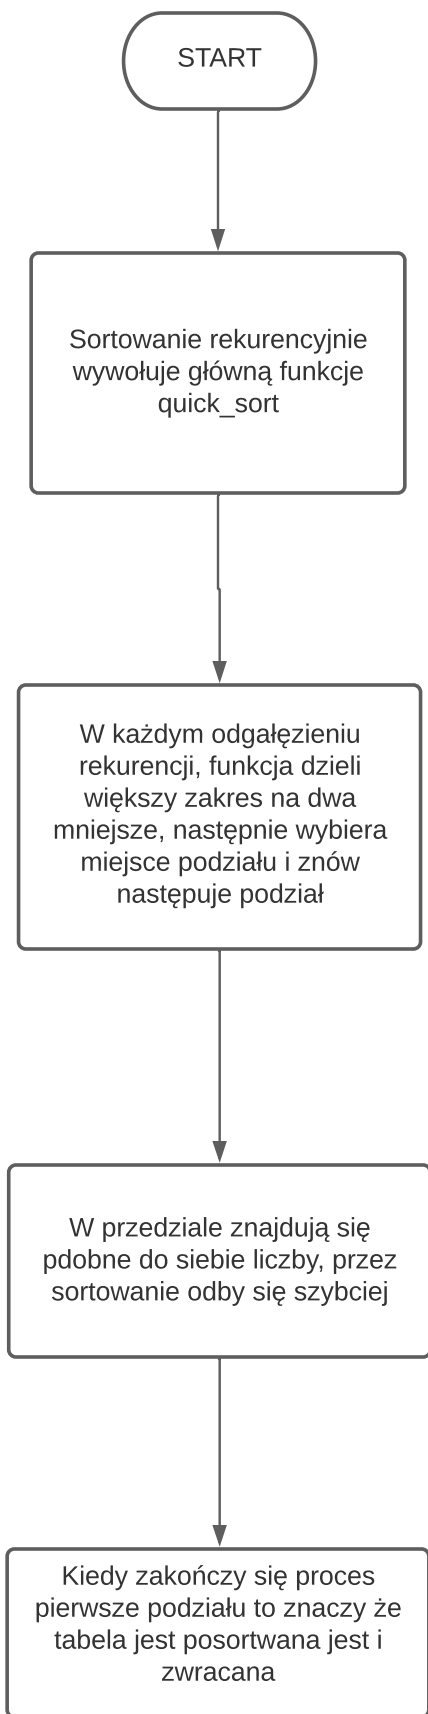 START
Sortowanie rekurencyjnie
wywołuje główną funkcje
quick_sort
W każdym odgałęzieniu
rekurencji, funkcja dzieli
większy zakres na dwa
mniejsze, następnie wybiera
miejsce podziału i znów
następuje podział
W przedziale znajdują się
pdobne do siebie liczby, przez
sortowanie odby się szybciej
Kiedy zakończy się proces
pierwsze podziału to znaczy że
tabela jest posortwana jest i
zwracana